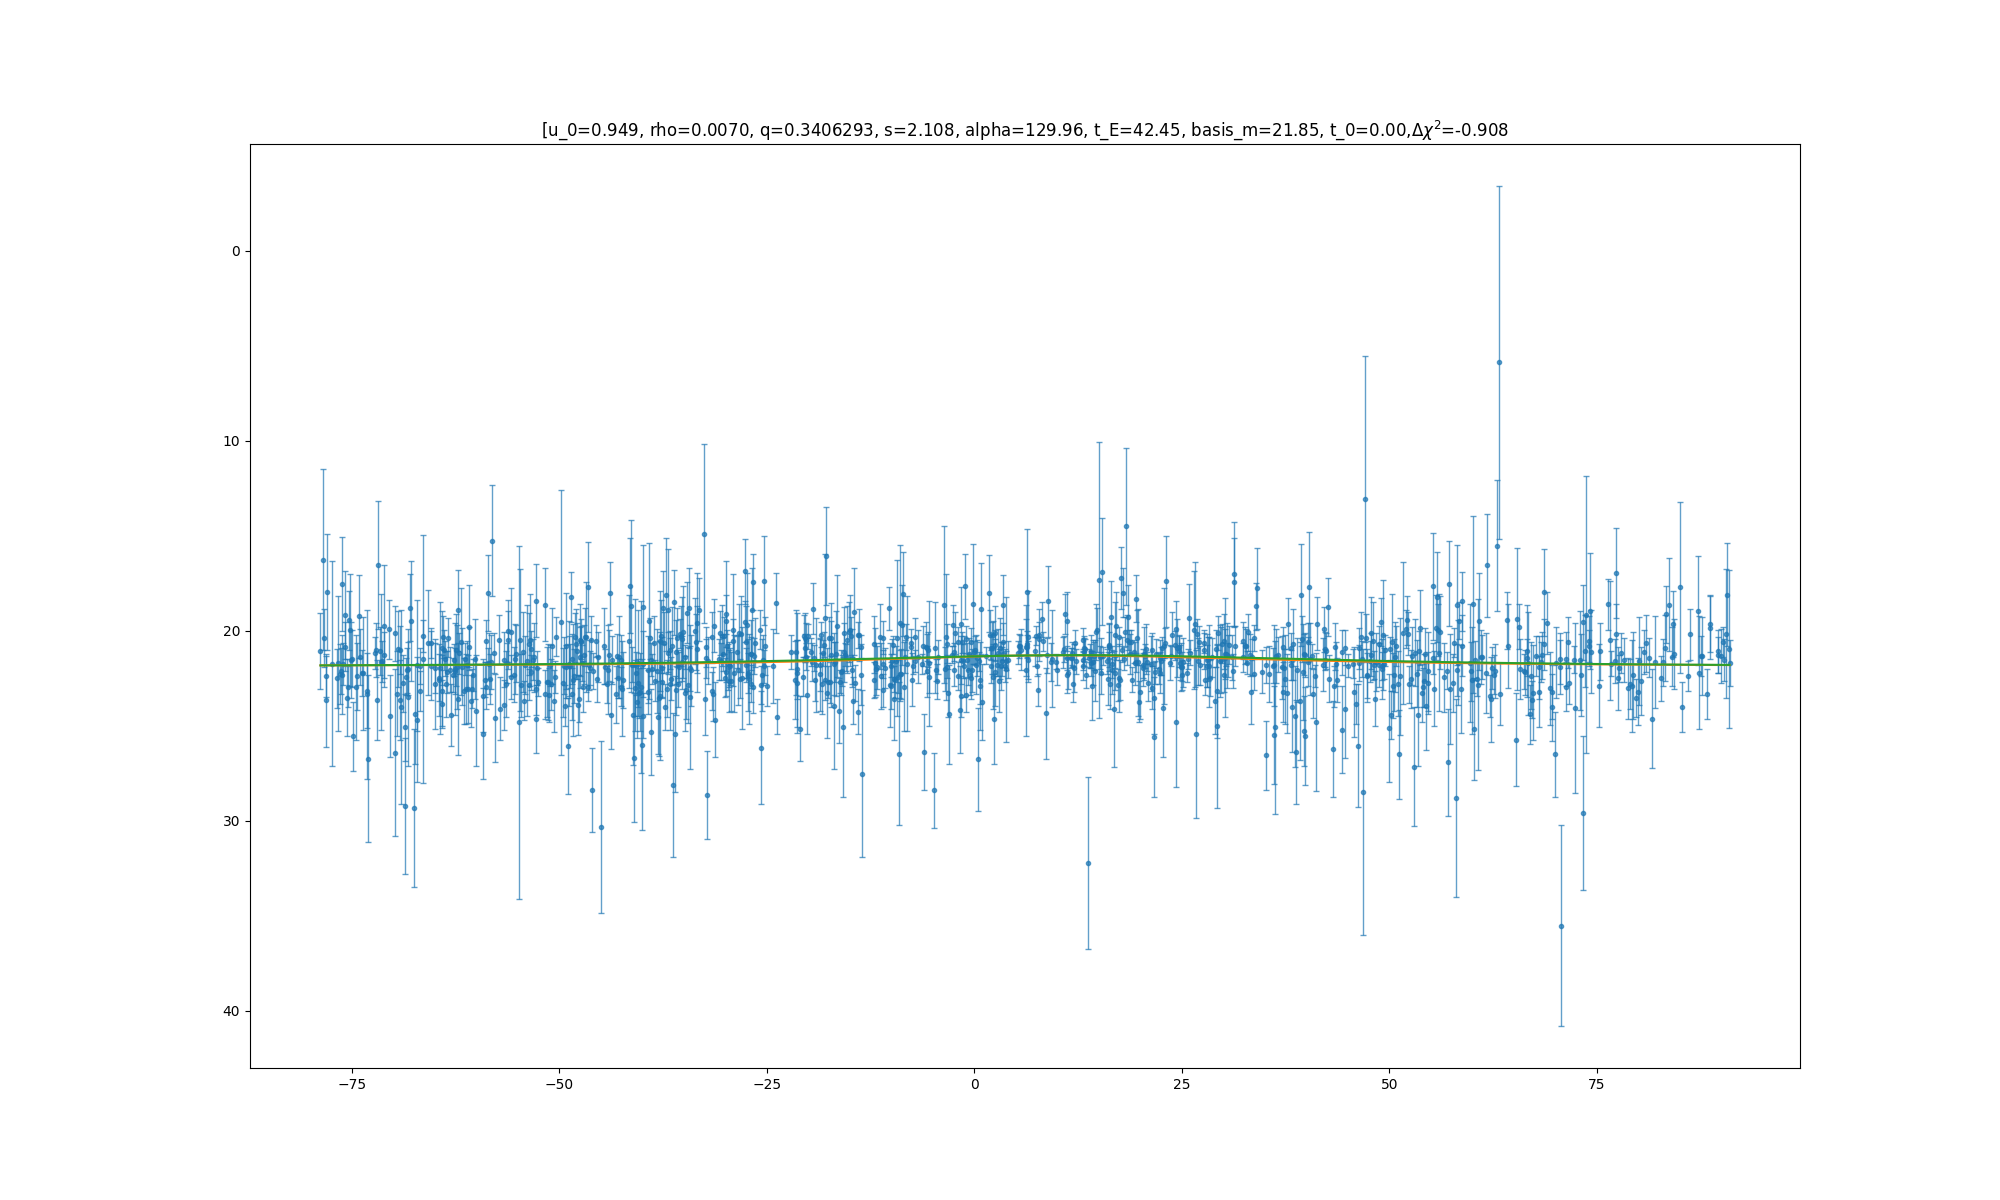 [u_0=0.949, rho=0.0070, q=0.3406293, s=2.108, alpha=129.96, t_E=42.45, basis_m=21.85, t_0=0.00,Δχ²=-0.908
0
10
20
30
40
−75 −50 −25 0 25 50 75